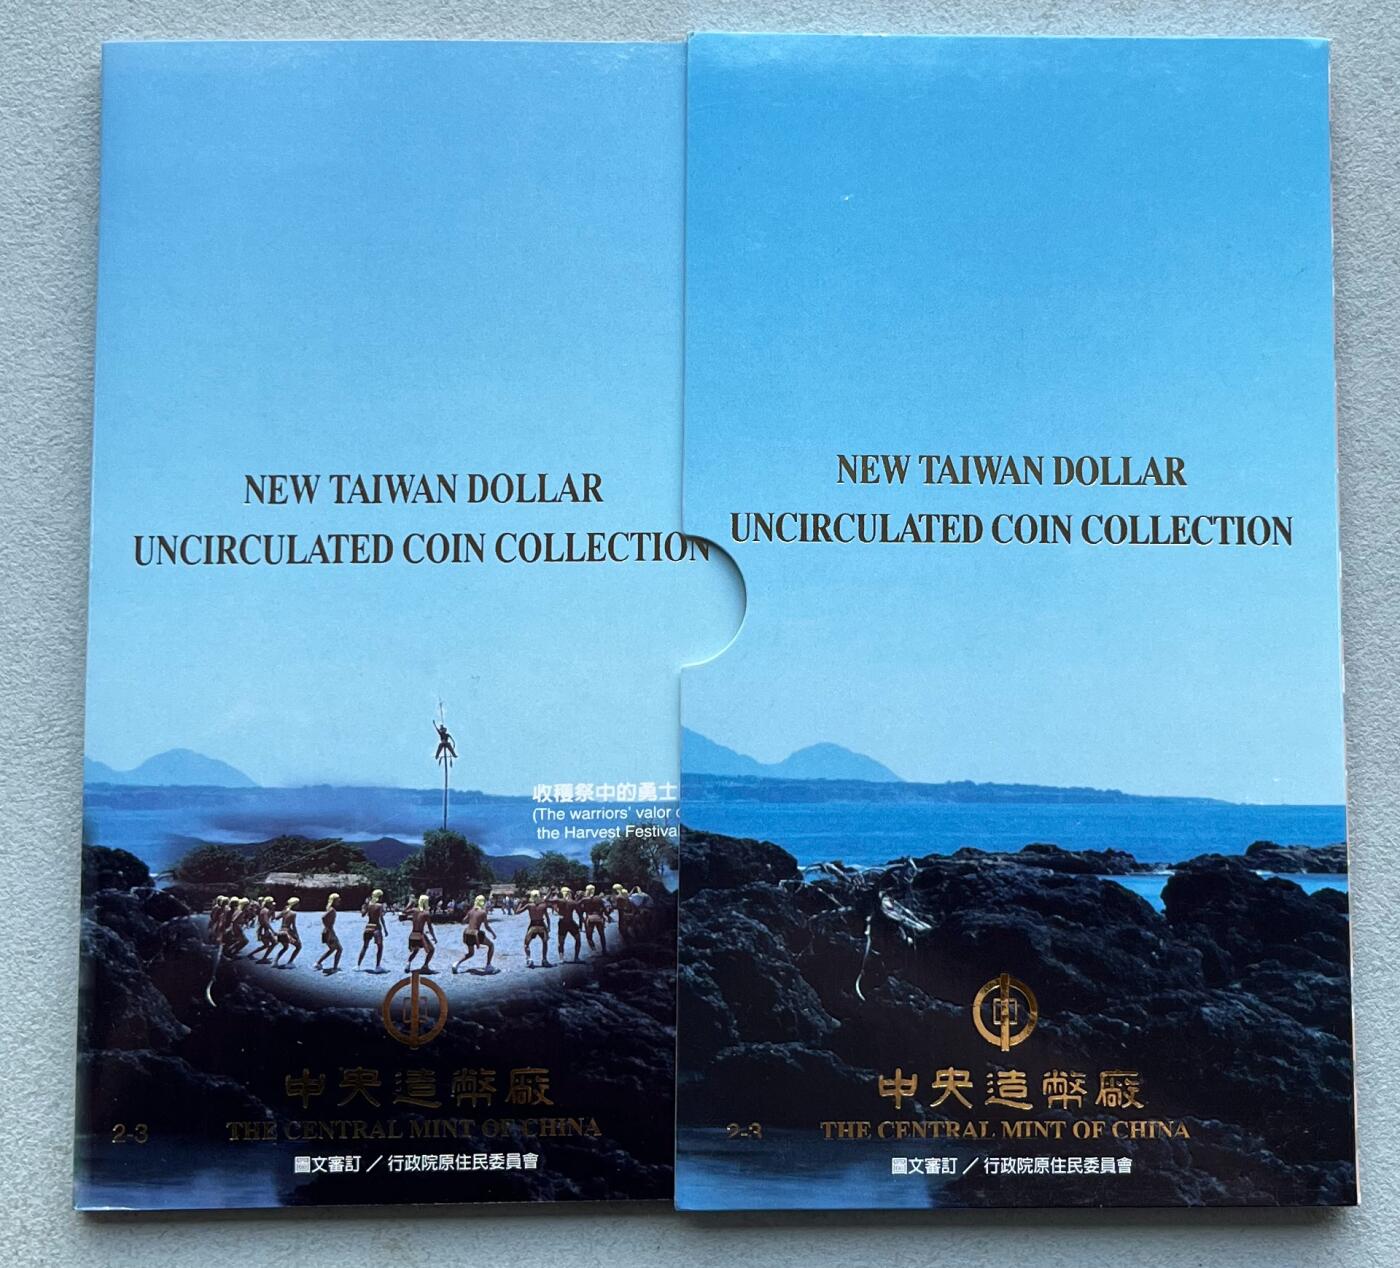 NEW TAIWAN DOLLAR
UNCIRCULATED COIN COLLECTION
收穫祭中的勇士
(The warriors' valor
the Harvest Festiva
中央造幣廠
2-3
THE CENTRAL MINT OF CHINA
圖文審訂／行政院原住民委員會
NEW TAIWAN DOLLAR
UNCIRCULATED COIN COLLECTION
中央造幣廠
2-3
THE CENTRAL MINT OF CHINA
圖文審訂／行政院原住民委員會